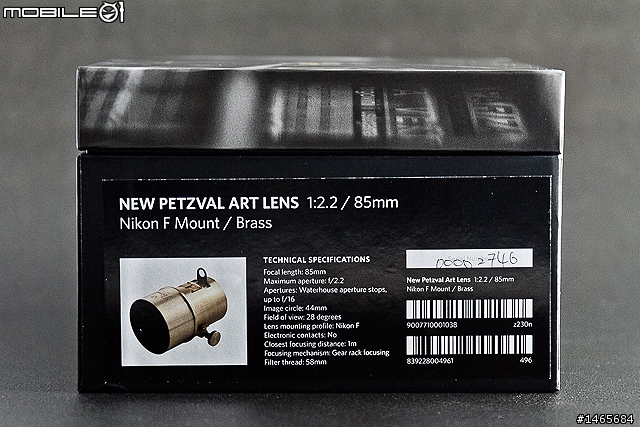 MOBILE01
NEW PETZVAL ART LENS 1:2.2 / 85mm
Nikon F Mount / Brass
TECHNICAL SPECIFICATIONS
Focal length: 85mm
Maximum aperture: f/2.2
Apertures: Waterhouse aperture stops,
up to f/16
Image circle: 44mm
Field of view: 28 degrees
Lens mounting profile: Nikon F
Electronic contacts: No
Closest focusing distance: 1m
Focusing mechanism: Gear rack focusing
Filter thread: 58mm
0000 2746
New Petzval Art Lens 1:2.2 / 85mm
Nikon F Mount / Brass
9007710001038 z230n
839228004961 496
#1465684